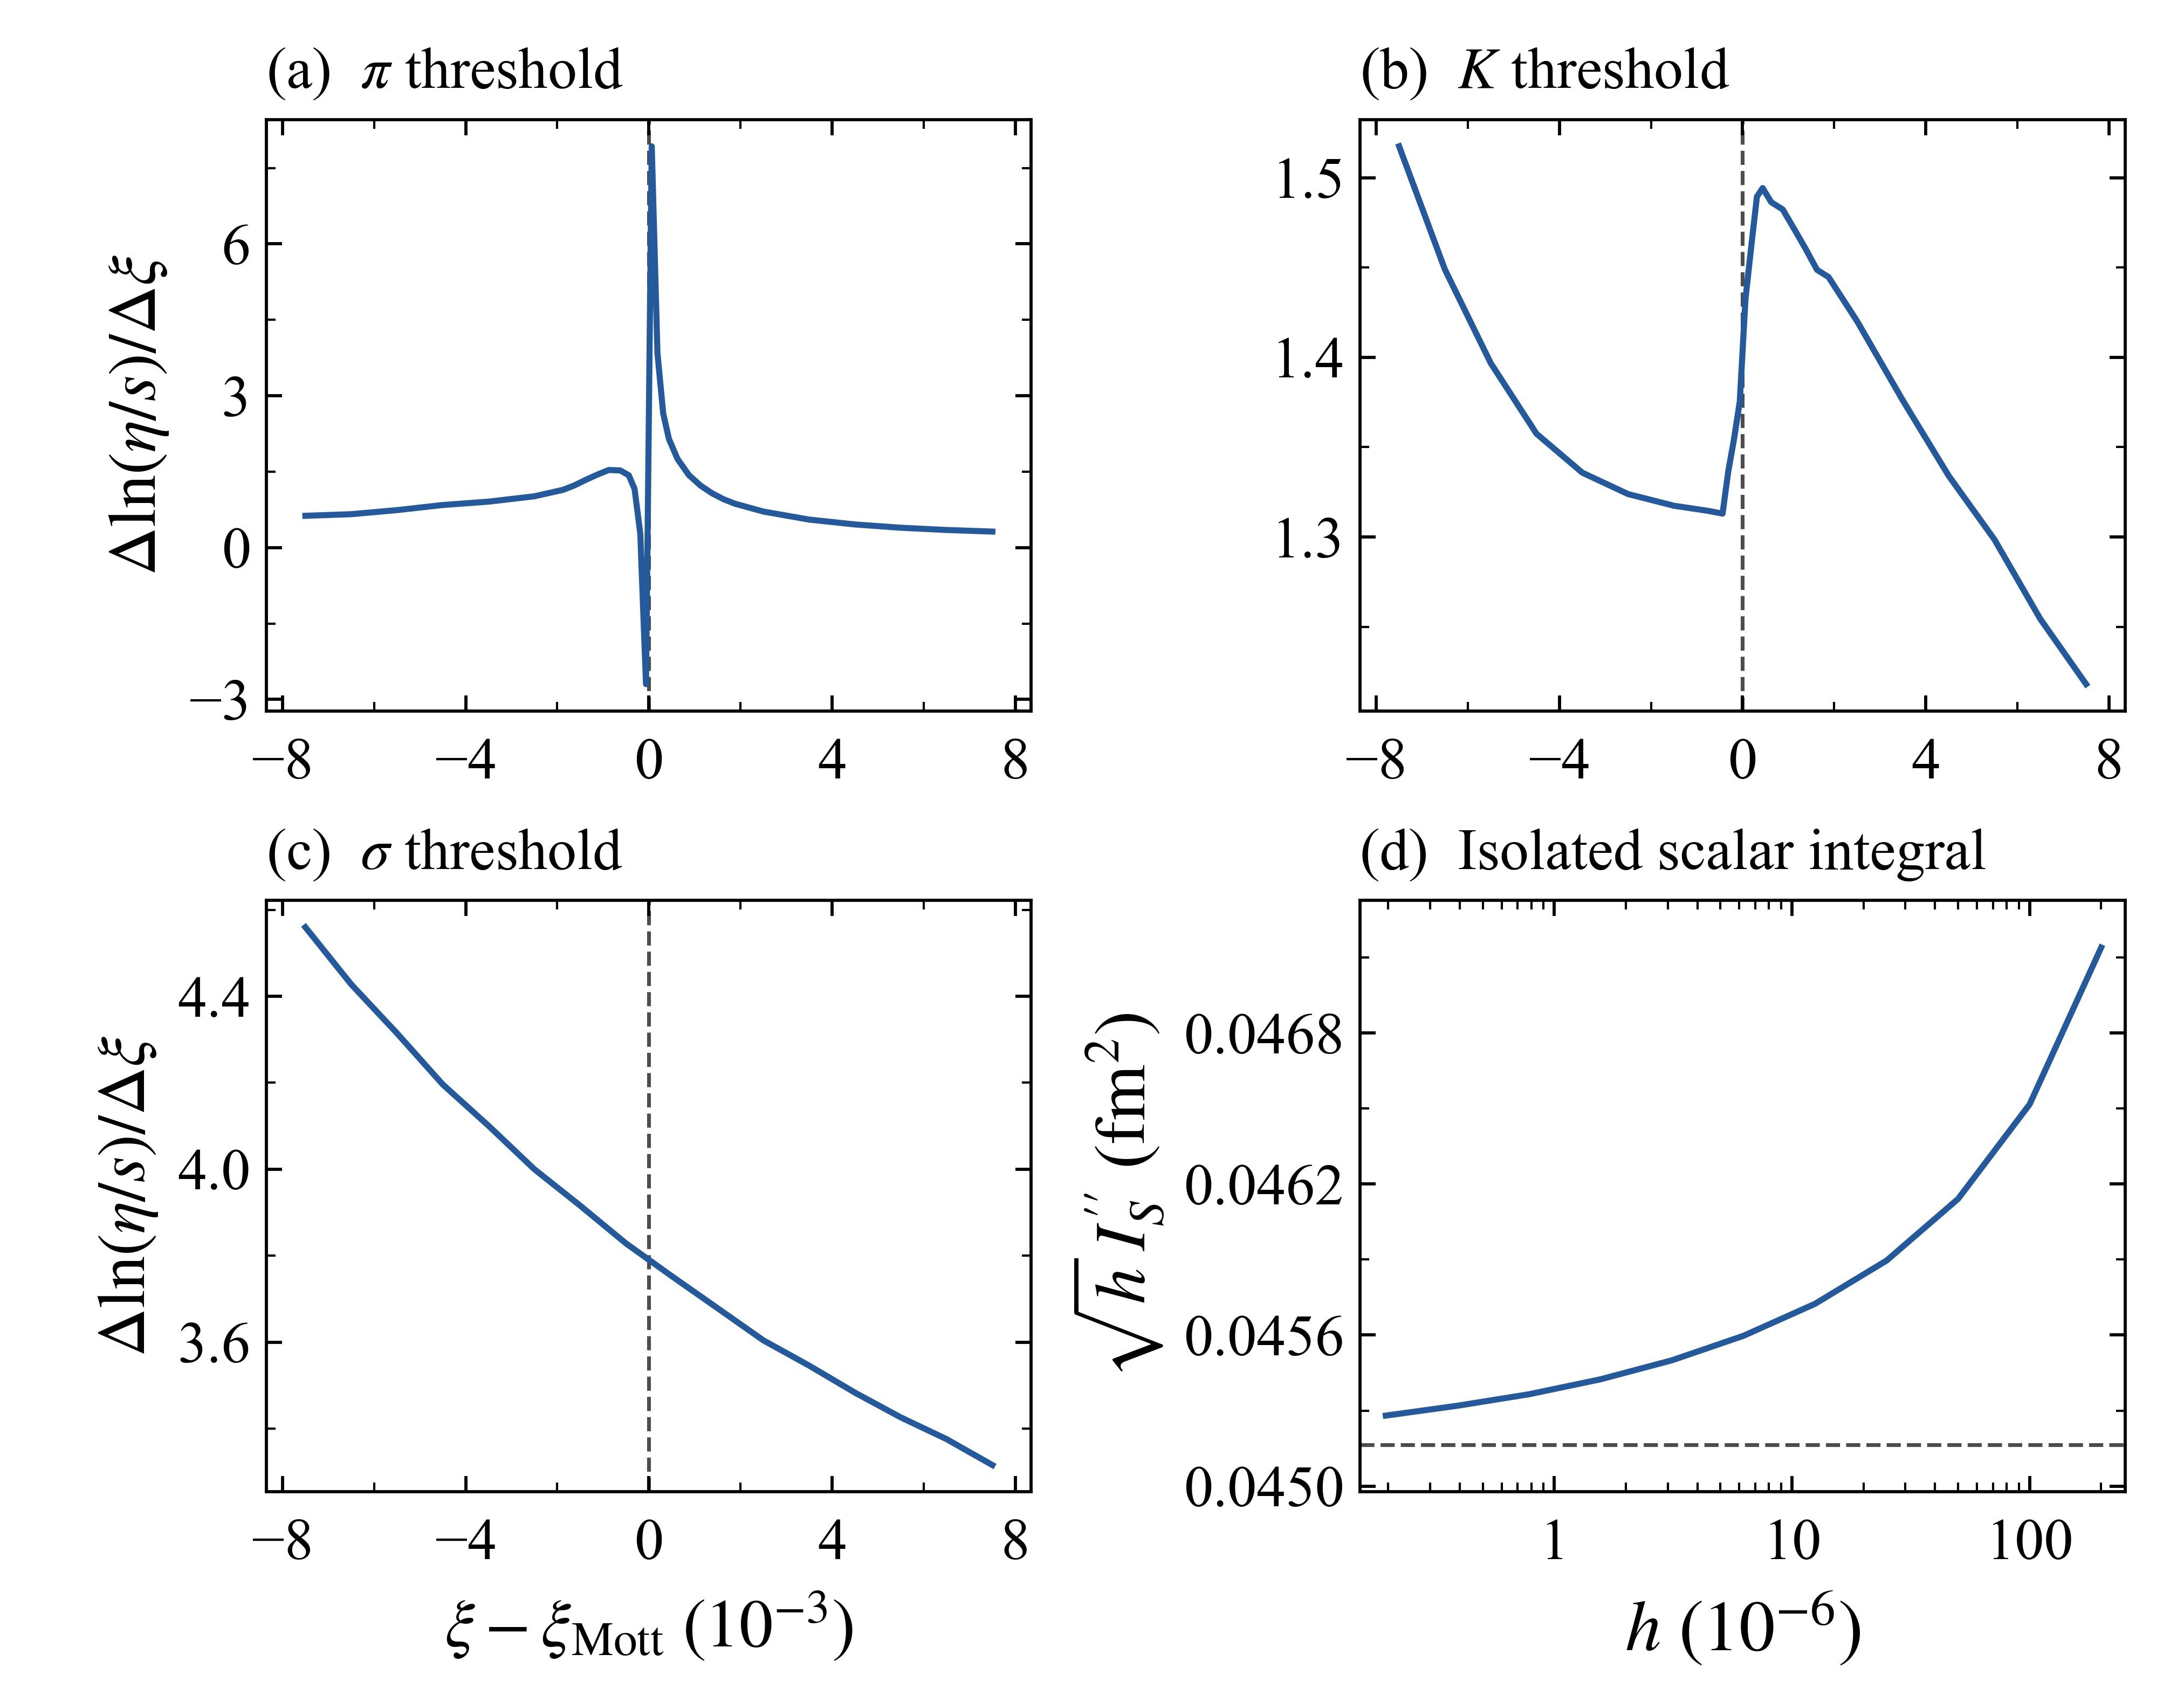 (a) π threshold
Δln(η/s)/Δξ
6
3
0
−3
−8 −4 0 4 8
(b) K threshold
1.5
1.4
1.3
−8 −4 0 4 8
(c) σ threshold
Δln(η/s)/Δξ
4.4
4.0
3.6
−8 −4 0 4 8
ξ − ξ_Mott (10⁻³)
(d) Isolated scalar integral
√h I″_S (fm²)
0.0468
0.0462
0.0456
0.0450
1 10 100
h (10⁻⁶)